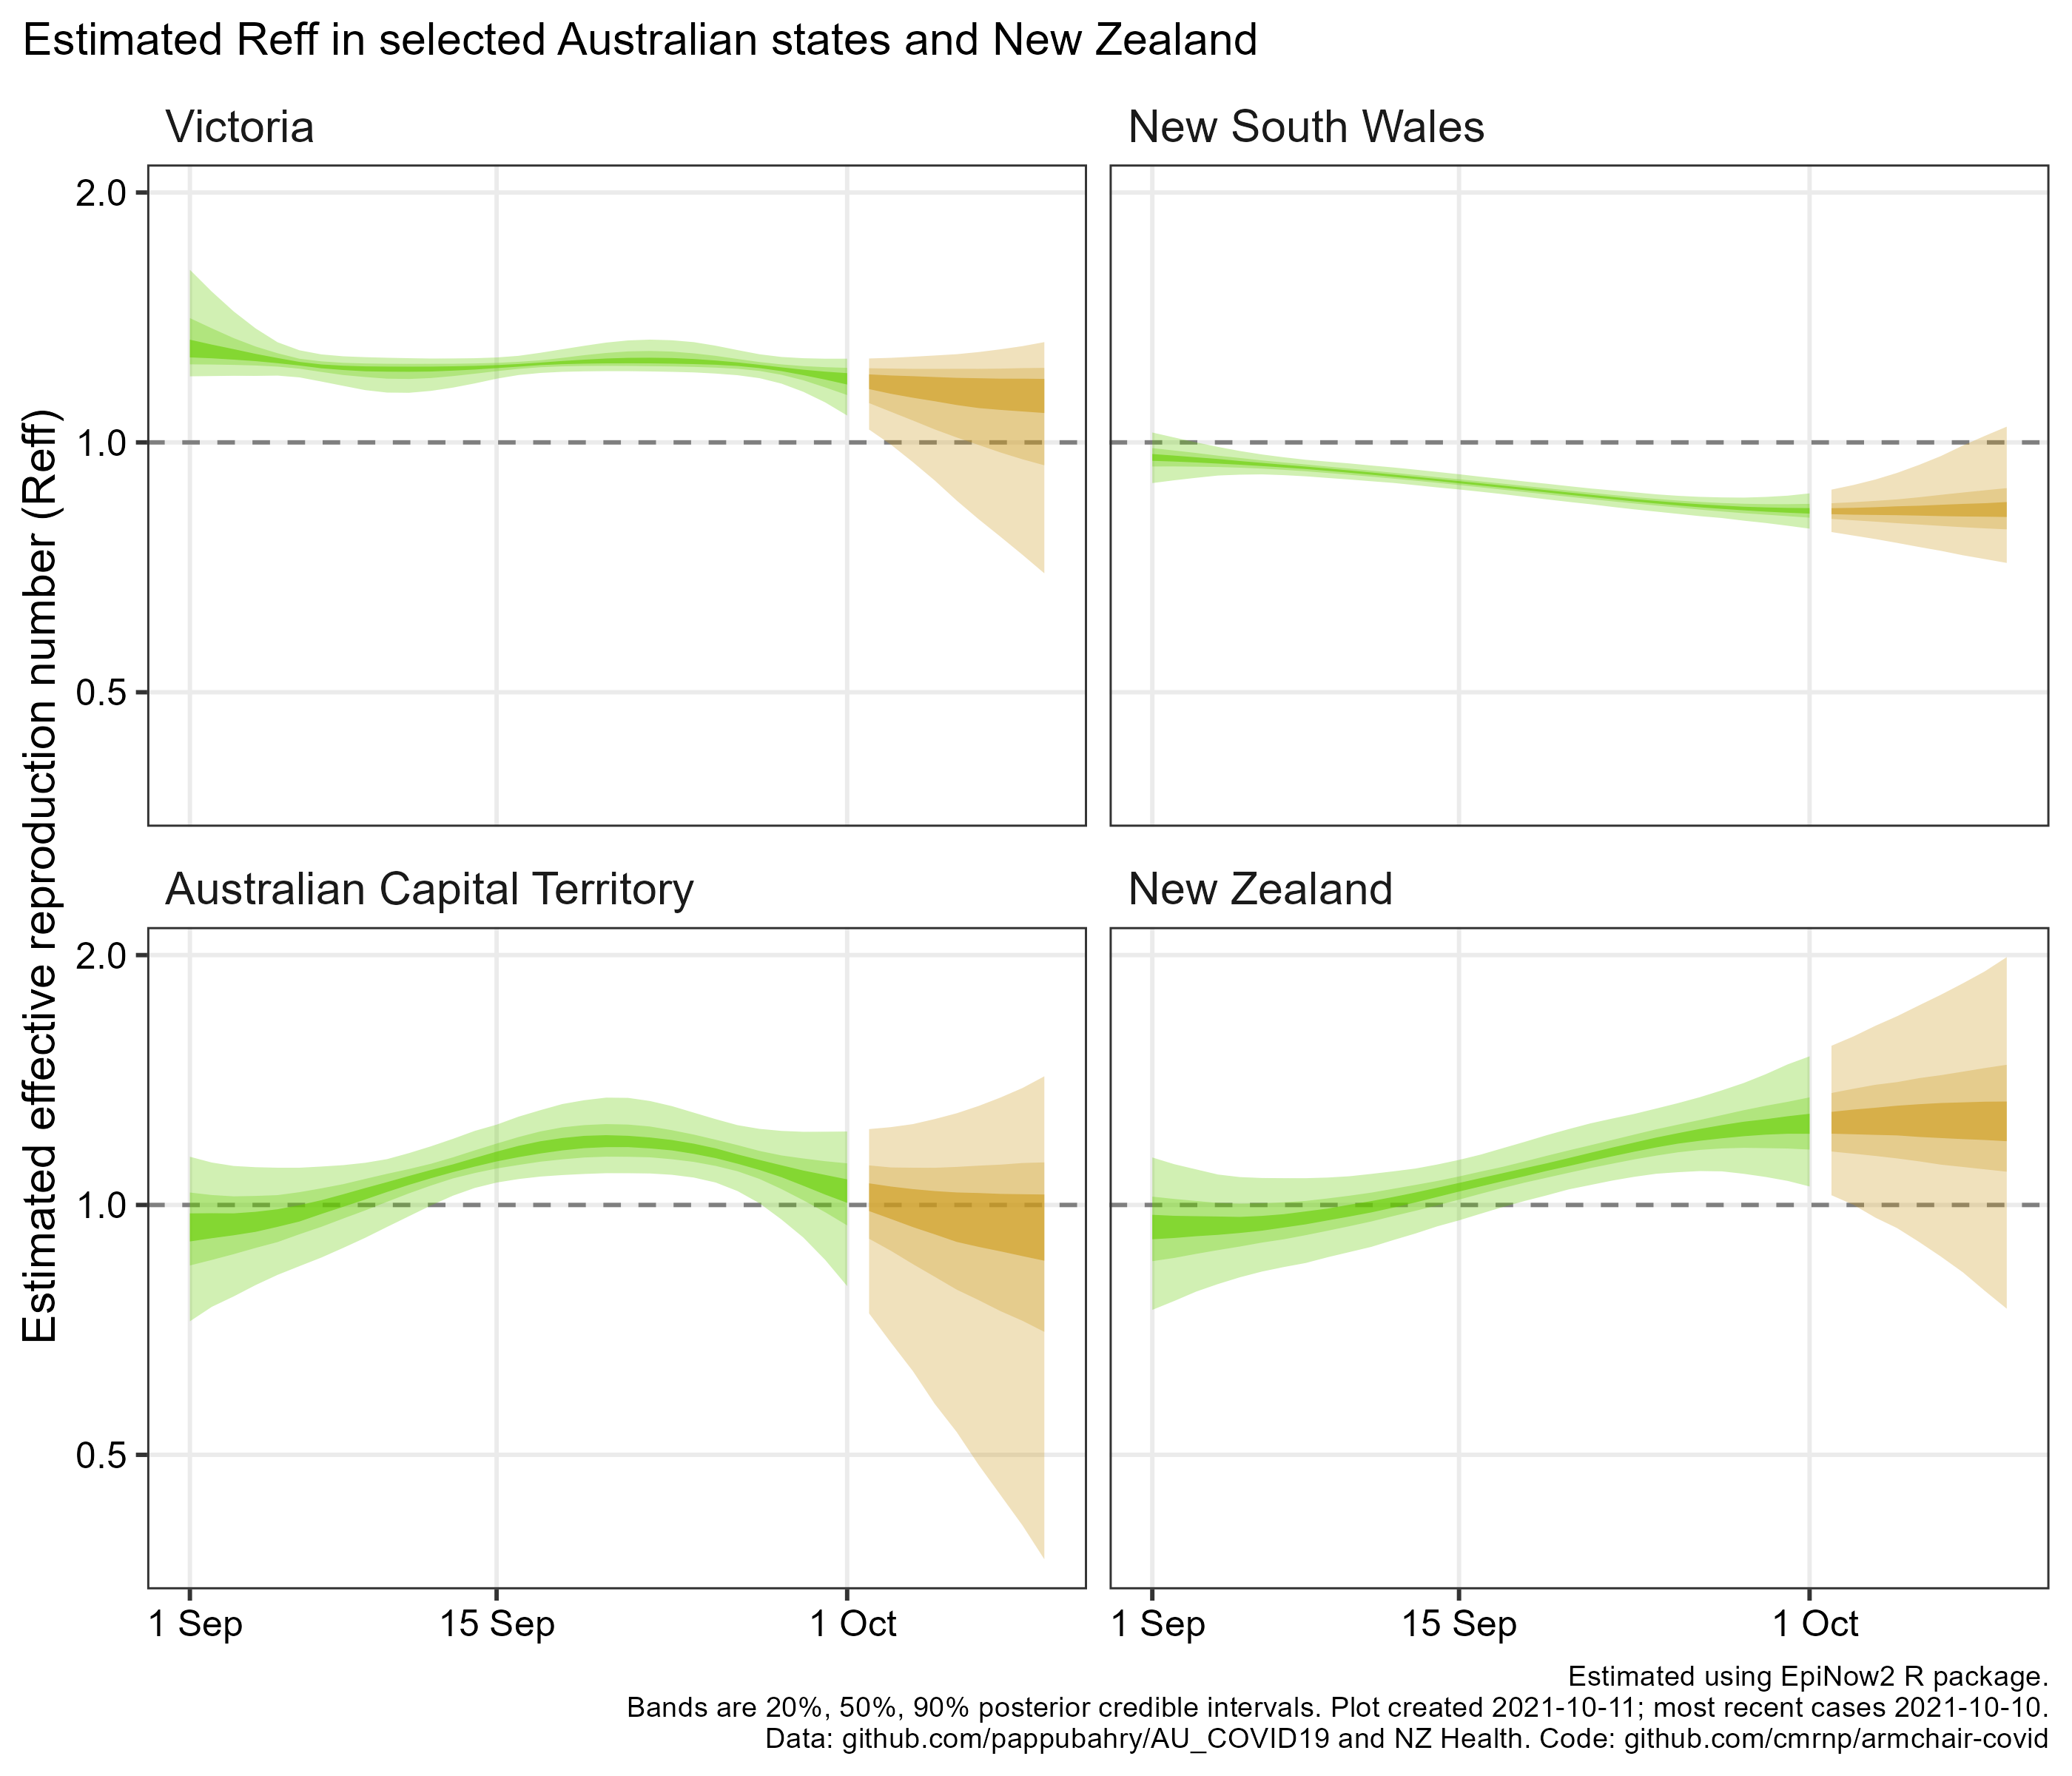 Estimated Reff in selected Australian states and New Zealand
Estimated effective reproduction number (Reff)
Victoria
New South Wales
2.0
1.0
0.5
Australian Capital Territory
New Zealand
2.0
1.0
0.5
1 Sep
15 Sep
1 Oct
1 Sep
15 Sep
1 Oct
Estimated using EpiNow2 R package.
Bands are 20%, 50%, 90% posterior credible intervals. Plot created 2021-10-11; most recent cases 2021-10-10.
Data: github.com/pappubahry/AU_COVID19 and NZ Health. Code: github.com/cmrnp/armchair-covid